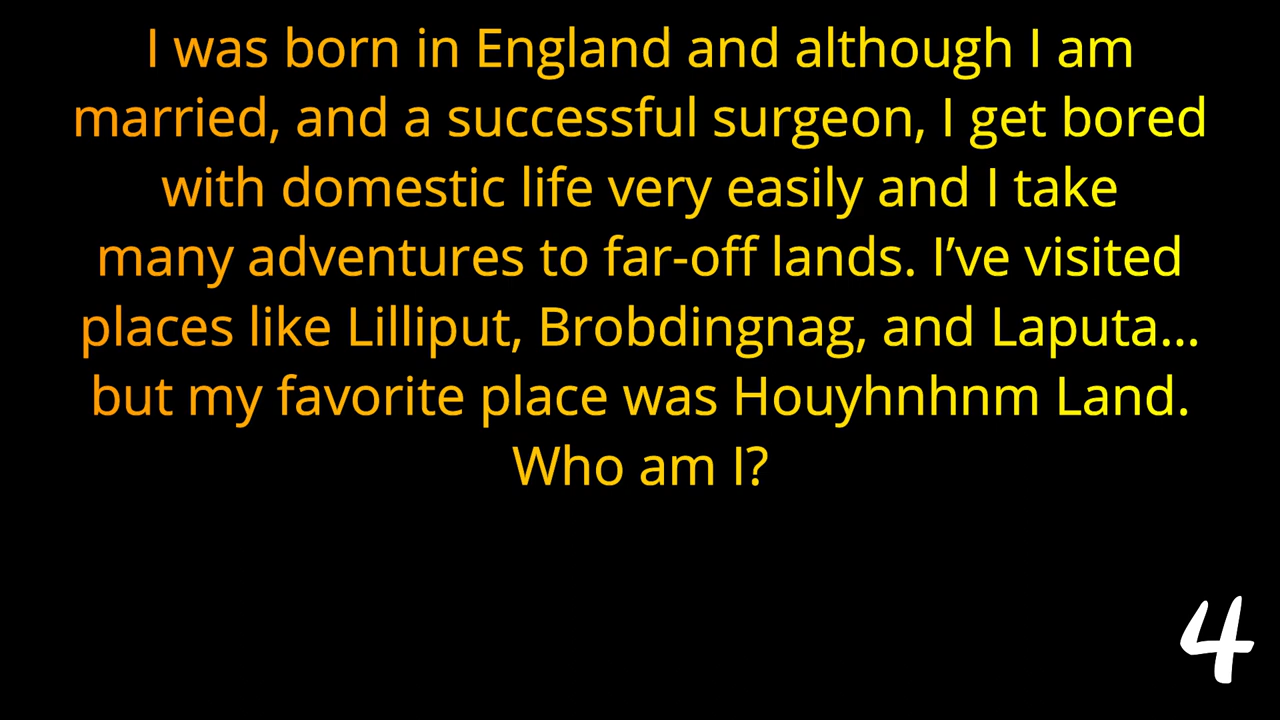 I was born in England and although I am
married, and a successful surgeon, I get bored
with domestic life very easily and I take
many adventures to far-off lands. I’ve visited
places like Lilliput, Brobdingnag, and Laputa...
but my favorite place was Houyhnhnm Land.
Who am I?
4